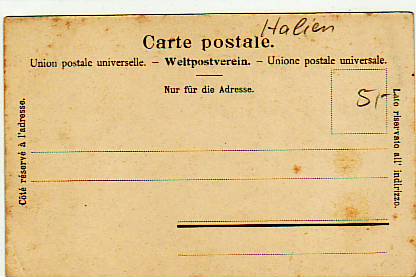 Italien
Carte postale.
Union postale universelle. – Weltpostverein. – Unione postale universale.
Nur für die Adresse.
5,-
Côté réservé à l'adresse.
Lato riservato all' indirizzo.